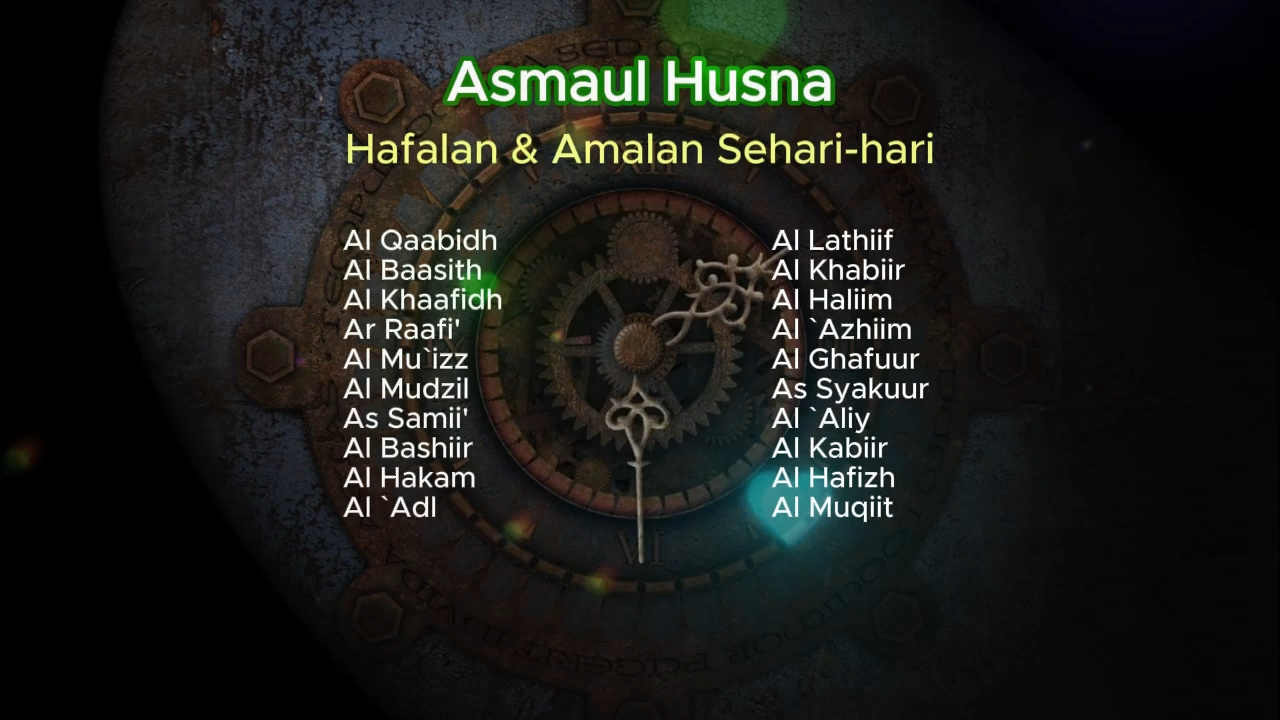 Asmaul Husna
Hafalan & Amalan Sehari-hari
Al Qaabidh
Al Baasith
Al Khaafidh
Ar Raafi'
Al Mu`izz
Al Mudzil
As Samii'
Al Bashiir
Al Hakam
Al `Adl
Al Lathiif
Al Khabiir
Al Haliim
Al `Azhiim
Al Ghafuur
As Syakuur
Al `Aliy
Al Kabiir
Al Hafizh
Al Muqiit
VI